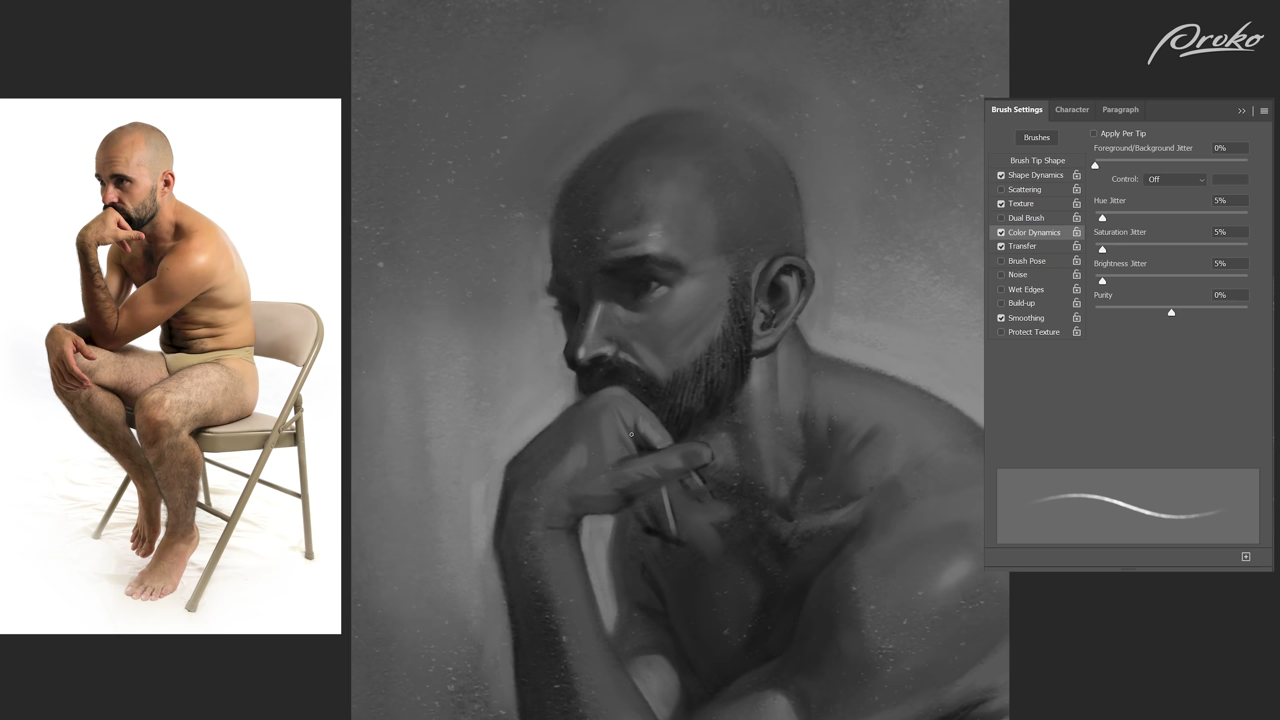 Proko
Brush Settings
Character
Paragraph
Brushes
Apply Per Tip
Foreground/Background Jitter
0%
Brush Tip Shape
Shape Dynamics
Control:
Off
Scattering
Texture
Hue Jitter
5%
Dual Brush
Color Dynamics
Saturation Jitter
5%
Transfer
Brush Pose
Brightness Jitter
5%
Noise
Wet Edges
Purity
0%
Build-up
Smoothing
Protect Texture